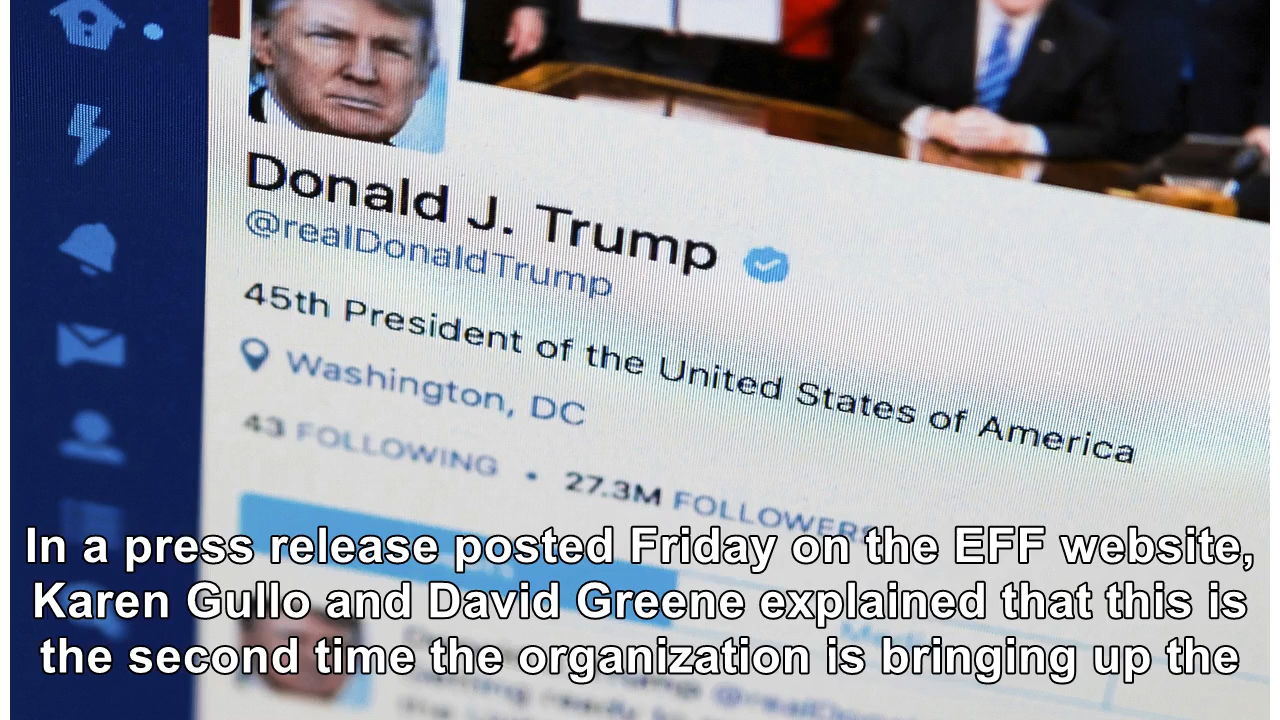 Donald J. Trump
@realDonaldTrump
45th President of the United States of America
Washington, DC
43 FOLLOWING • 27.3M FOLLOWERS
In a press release posted Friday on the EFF website,
Karen Gullo and David Greene explained that this is
the second time the organization is bringing up the